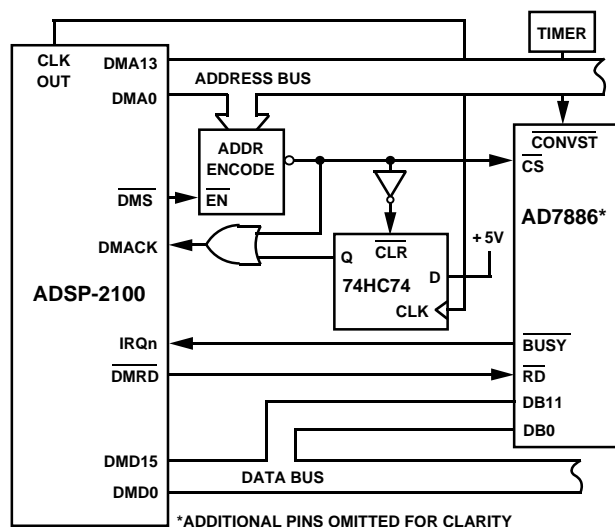 TIMER
CLK
OUT
DMA13
ADDRESS BUS
DMA0
ADDR
ENCODE
CONVST
CS
DMS
EN
AD7886*
+5V
DMACK
Q
CLR
D
ADSP-2100
74HC74
CLK
IRQn
BUSY
DMRD
RD
DB11
DB0
DMD15
DATA BUS
DMD0
*ADDITIONAL PINS OMITTED FOR CLARITY